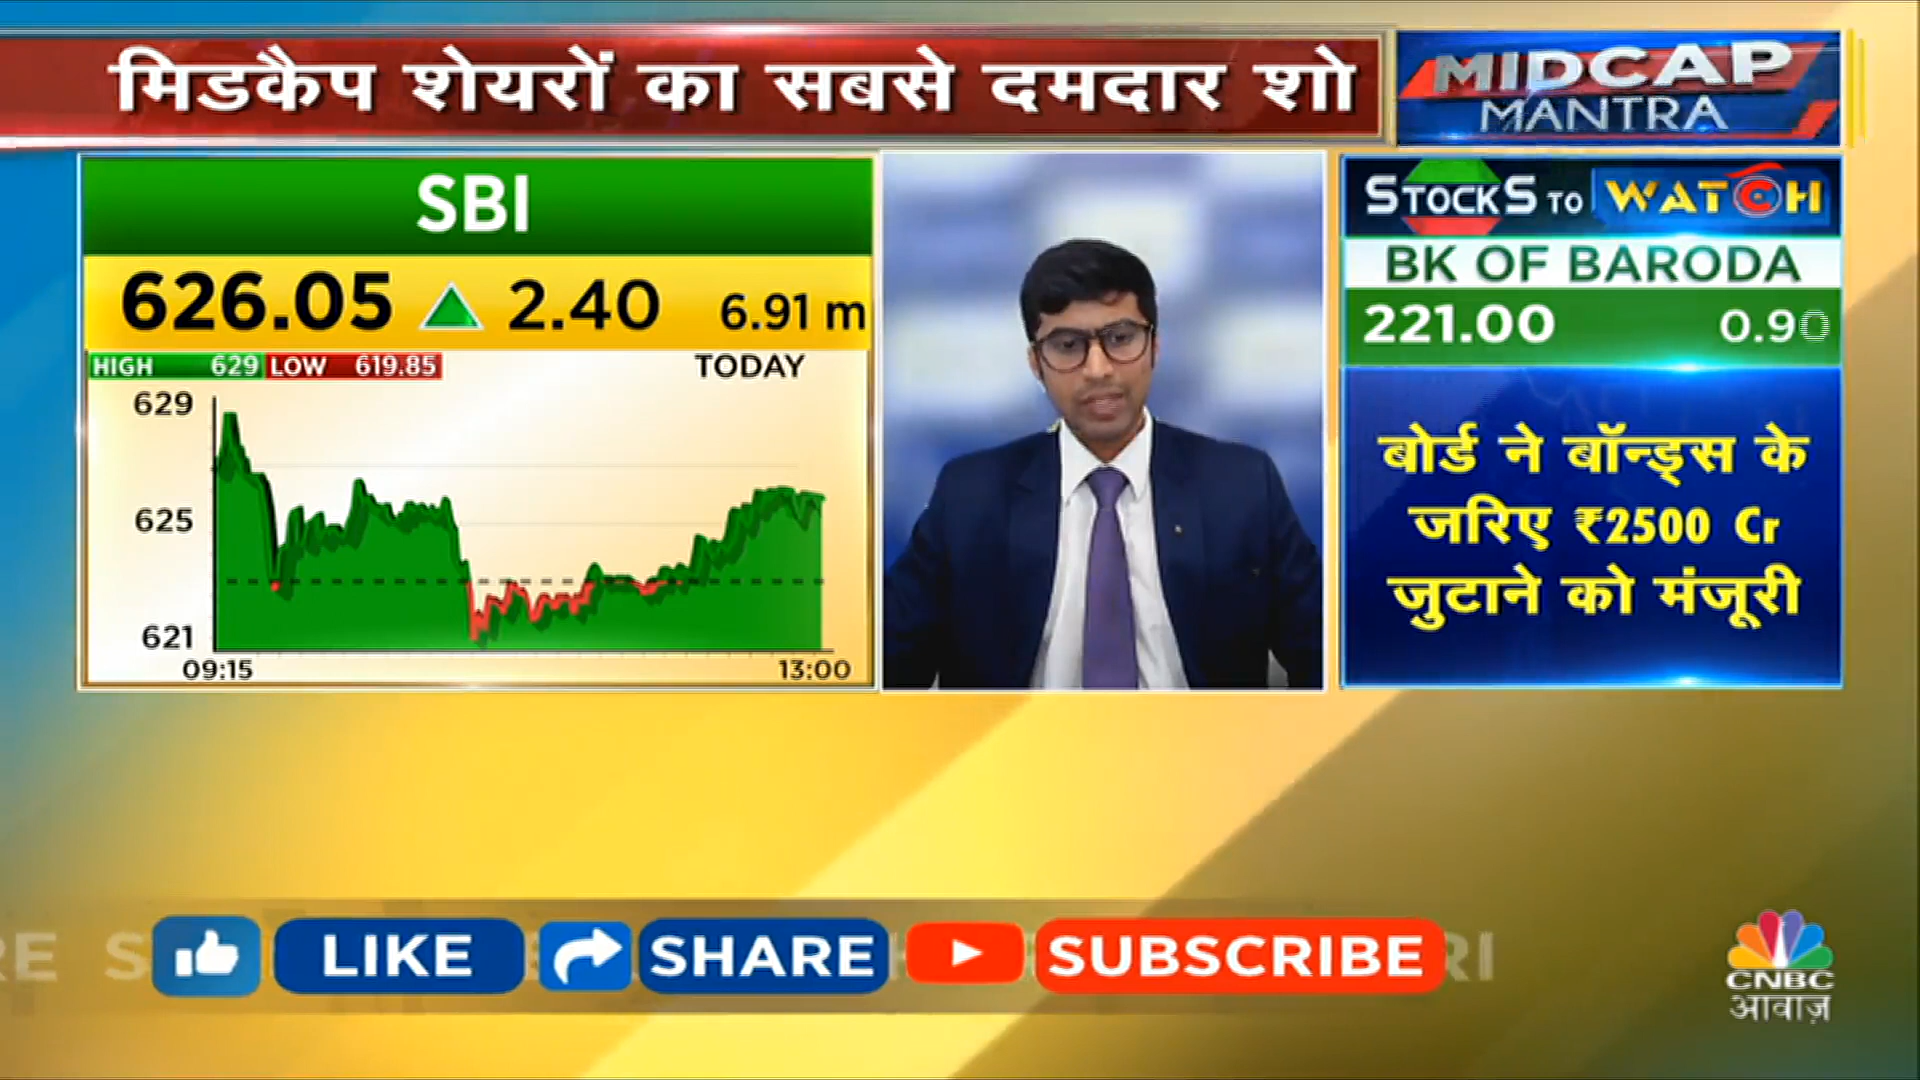 मिडकैप शेयरों का सबसे दमदार शो
MIDCAP
MANTRA
SBI
626.05 2.40 6.91 m
HIGH 629 LOW 619.85 TODAY
629
625
621
09:15 13:00
STOCKS TO WATCH
BK OF BARODA
221.00 0.90
बोर्ड ने बॉन्ड्स के
जरिए ₹2500 Cr
जुटाने को मंजूरी
LIKE SHARE SUBSCRIBE
CNBC
आवाज़